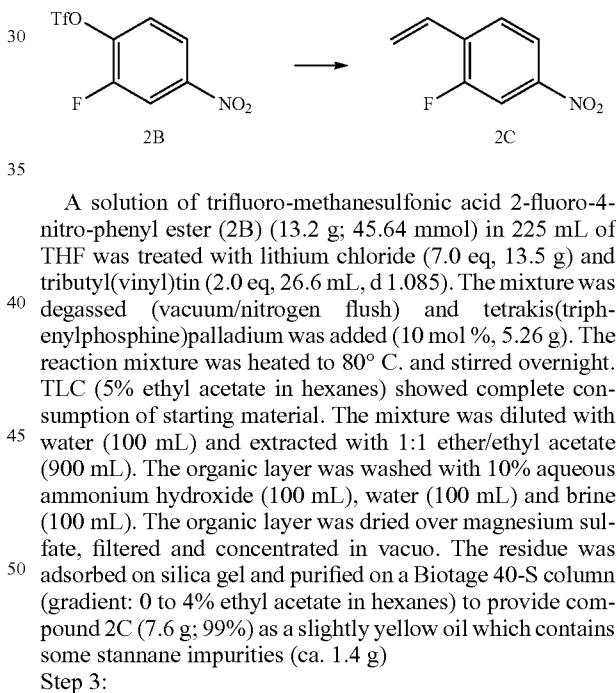 30
TfO
F
NO2
2B
F
NO2
2C
35
A solution of trifluoro-methanesulfonic acid 2-fluoro-4-
nitro-phenyl ester (2B) (13.2 g; 45.64 mmol) in 225 mL of
THF was treated with lithium chloride (7.0 eq, 13.5 g) and
tributyl(vinyl)tin (2.0 eq, 26.6 mL, d 1.085). The mixture was
40 degassed (vacuum/nitrogen flush) and tetrakis(triph-
enylphosphine)palladium was added (10 mol %, 5.26 g). The
reaction mixture was heated to 80° C. and stirred overnight.
TLC (5% ethyl acetate in hexanes) showed complete con-
sumption of starting material. The mixture was diluted with
45 water (100 mL) and extracted with 1:1 ether/ethyl acetate
(900 mL). The organic layer was washed with 10% aqueous
ammonium hydroxide (100 mL), water (100 mL) and brine
(100 mL). The organic layer was dried over magnesium sul-
fate, filtered and concentrated in vacuo. The residue was
50 adsorbed on silica gel and purified on a Biotage 40-S column
(gradient: 0 to 4% ethyl acetate in hexanes) to provide com-
pound 2C (7.6 g; 99%) as a slightly yellow oil which contains
some stannane impurities (ca. 1.4 g)
Step 3: